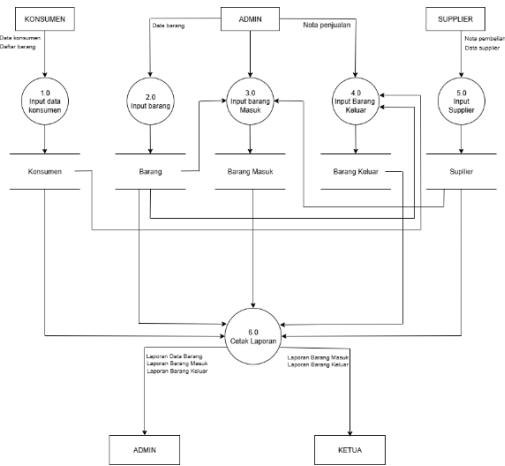 KONSUMEN
ADMIN
SUPPLIER
Data konsumen
Daftar barang
Data barang
Nota penjualan
Nota pembelian
Data supplier
1.0
Input data
konsumen
2.0
Input barang
3.0
Input barang
Masuk
4.0
Input Barang
Keluar
5.0
Input
Supplier
Konsumen
Barang
Barang Masuk
Barang Keluar
Suplier
6.0
Cetak Laporan
Laporan Data Barang
Laporan Barang Masuk
Laporan Barang Keluar
Laporan Barang Masuk
Laporan Barang Keluar
ADMIN
KETUA